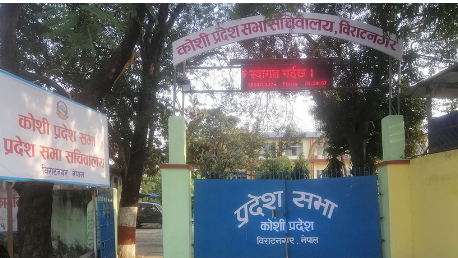 कोशी प्रदेश सभा सचिवालय, विराटनगर
स्वागत गर्दछ ।
कोशी प्रदेश सभा
प्रदेश सभा सचिवालय
विराटनगर, नेपाल
प्रदेश सभा
कोशी प्रदेश
विराटनगर, नेपाल